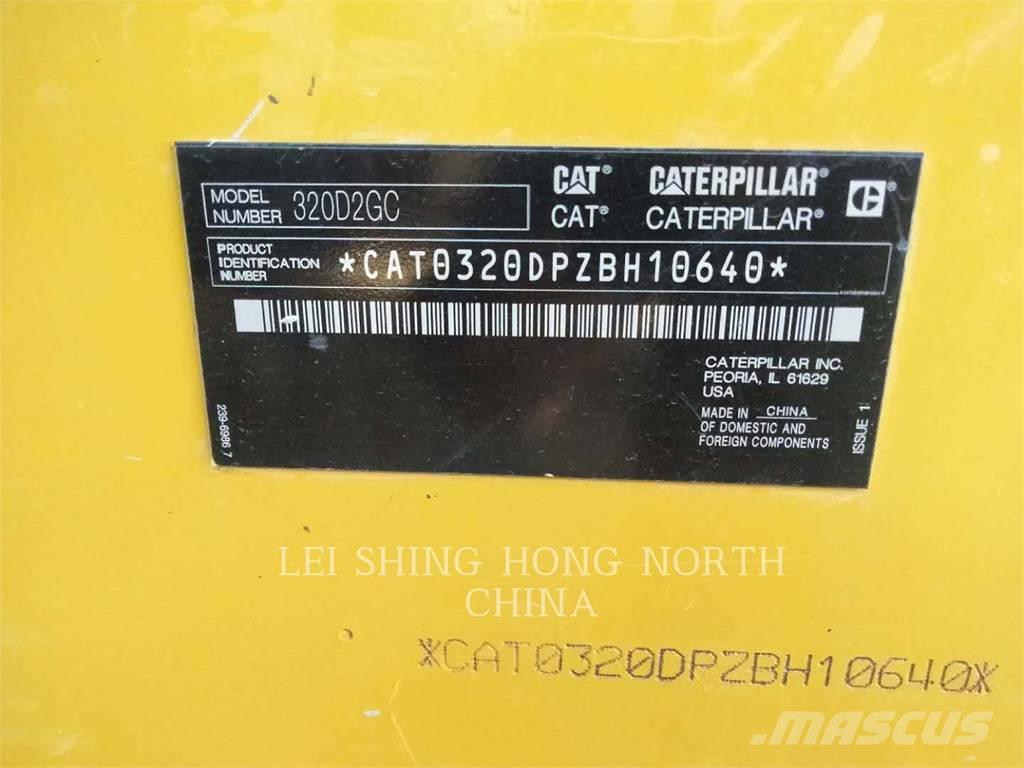 MODEL NUMBER 320D2GC
CAT® CATERPILLAR®
CAT® CATERPILLAR®
PRODUCT
IDENTIFICATION
NUMBER
*CAT0320DPZBH10640*
CATERPILLAR INC.
PEORIA, IL 61629
USA
MADE IN CHINA
OF DOMESTIC AND
FOREIGN COMPONENTS
239-6986 7
ISSUE 1
LEI SHING HONG NORTH
CHINA
*CAT0320DPZBH10640*
MASCUS